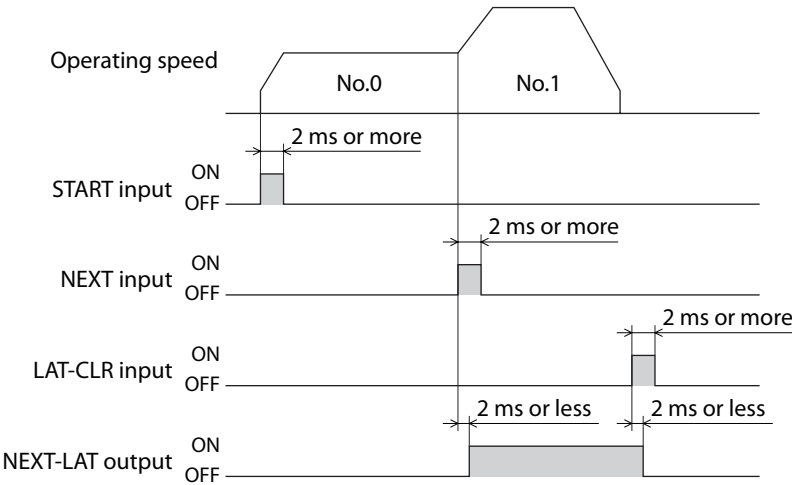 Operating speed
No.0
No.1
2 ms or more
START input
ON
OFF
2 ms or more
NEXT input
ON
OFF
2 ms or more
LAT-CLR input
ON
OFF
2 ms or less
2 ms or less
NEXT-LAT output
ON
OFF